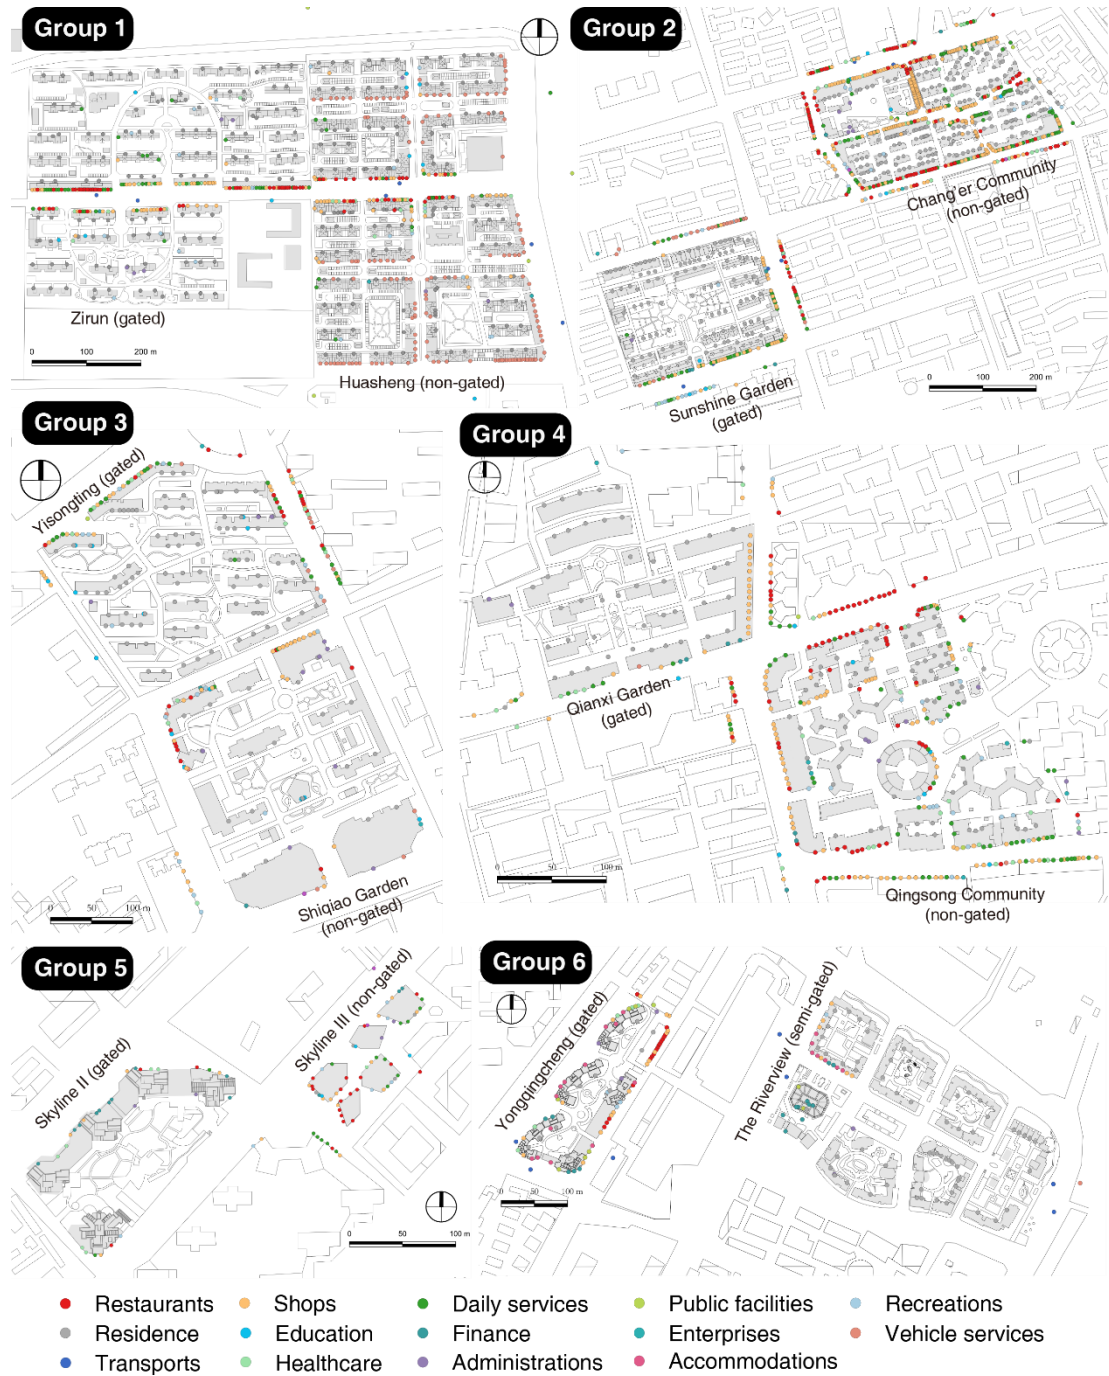 Group 1
Group 2
Chang'er Community
(non-gated)
Zirun (gated)
0 100 200 m
Huasheng (non-gated)
Sunshine Garden
(gated)
0 100 200 m
Group 3
Group 4
Yisongting (gated)
Qianxi Garden
(gated)
0 50 100 m
Shiqiao Garden
(non-gated)
0 50 100 m
Qingsong Community
(non-gated)
Group 5
Group 6
Skyline II (gated)
Skyline III (non-gated)
0 50 100 m
Yongqingcheng (gated)
The Riverview (semi-gated)
0 50 100 m
Restaurants Shops Daily services Public facilities Recreations
Residence Education Finance Enterprises Vehicle services
Transports Healthcare Administrations Accommodations